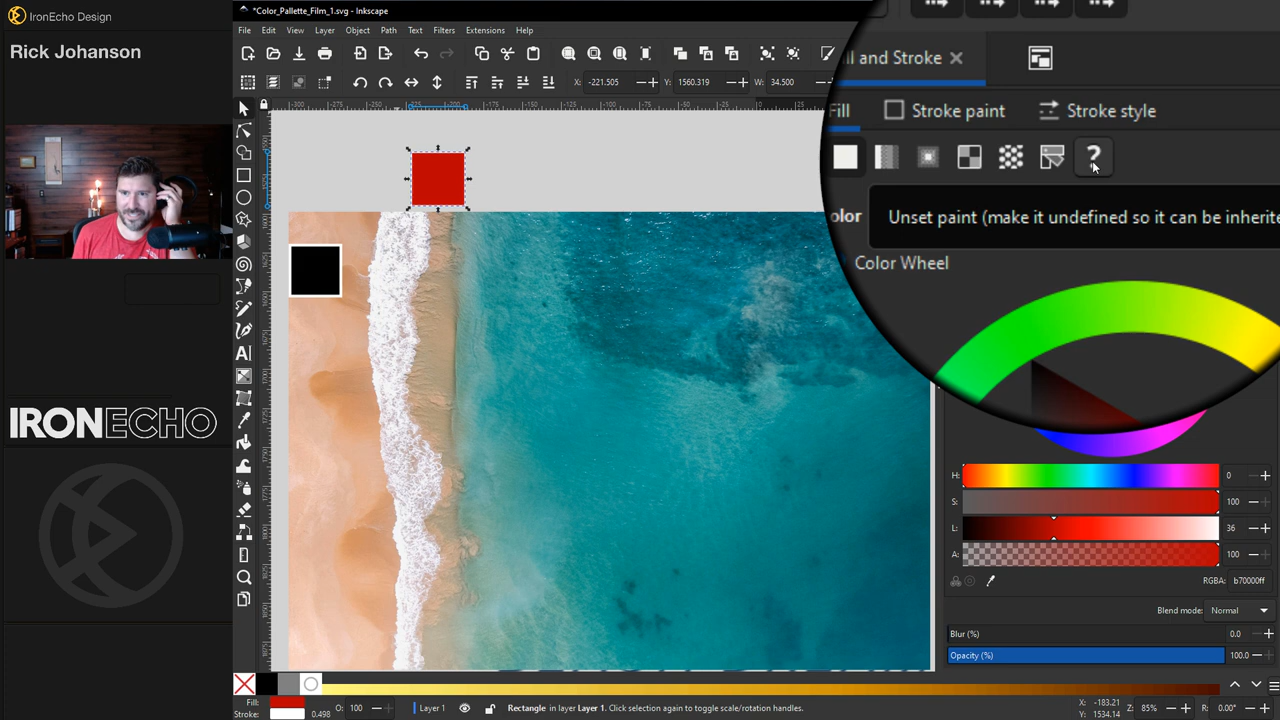 IronEcho Design
Rick Johanson
IRONECHO
*Color_Pallette_Film_1.svg - Inkscape
File Edit View Layer Object Path Text Filters Extensions Help
X: -221.505 Y: 1560.319 W: 34.500
ill and Stroke
Fill Stroke paint Stroke style
Unset paint (make it undefined so it can be inherite
olor
Color Wheel
H: 0
S: 100
L: 36
A: 100
RGBA: b70000ff
Blend mode: Normal
Blur (%) 0.0
Opacity (%) 100.0
Fill: O: 100 Layer 1 Rectangle in layer Layer 1. Click selection again to toggle scale/rotation handles. X: -183.21 Z: 85% R: 0.00°
Stroke: 0.498 Y: 1534.14